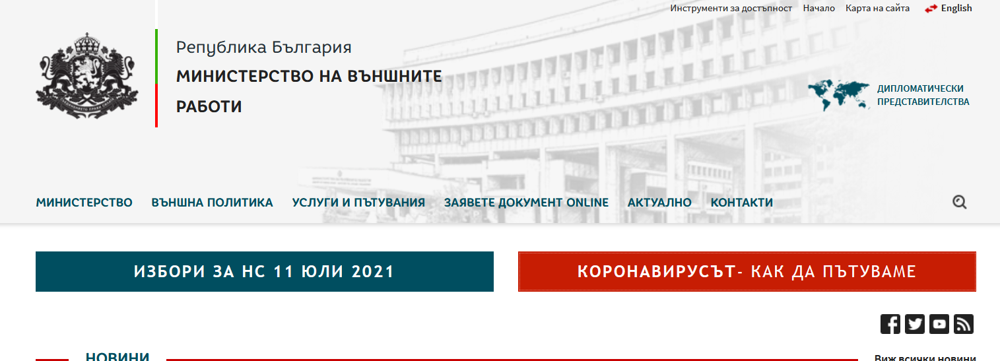 Инструменти за достъпност Начало Карта на сайта English
Република България
МИНИСТЕРСТВО НА ВЪНШНИТЕ
РАБОТИ
ДИПЛОМАТИЧЕСКИ
ПРЕДСТАВИТЕЛСТВА
МИНИСТЕРСТВО ВЪНШНА ПОЛИТИКА УСЛУГИ И ПЪТУВАНИЯ ЗАЯВЕТЕ ДОКУМЕНТ ONLINE АКТУАЛНО КОНТАКТИ
ИЗБОРИ ЗА НС 11 ЮЛИ 2021
КОРОНАВИРУСЪТ- КАК ДА ПЪТУВАМЕ
НОВИНИ
Виж всички новини